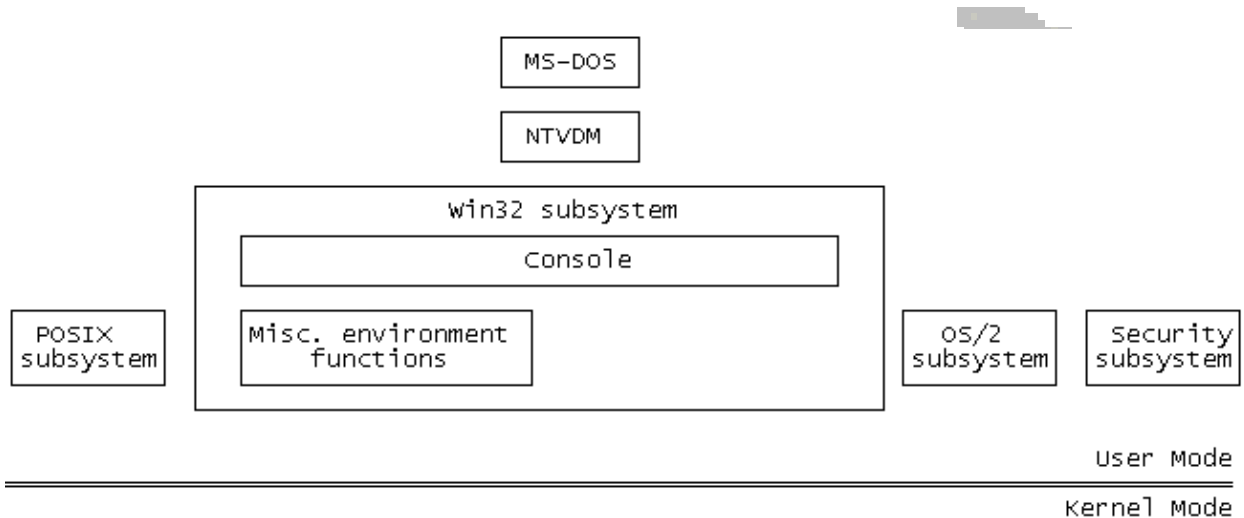 MS-DOS
NTVDM
Win32 subsystem
Console
POSIX
subsystem
Misc. environment
functions
OS/2
subsystem
Security
subsystem
User Mode
Kernel Mode